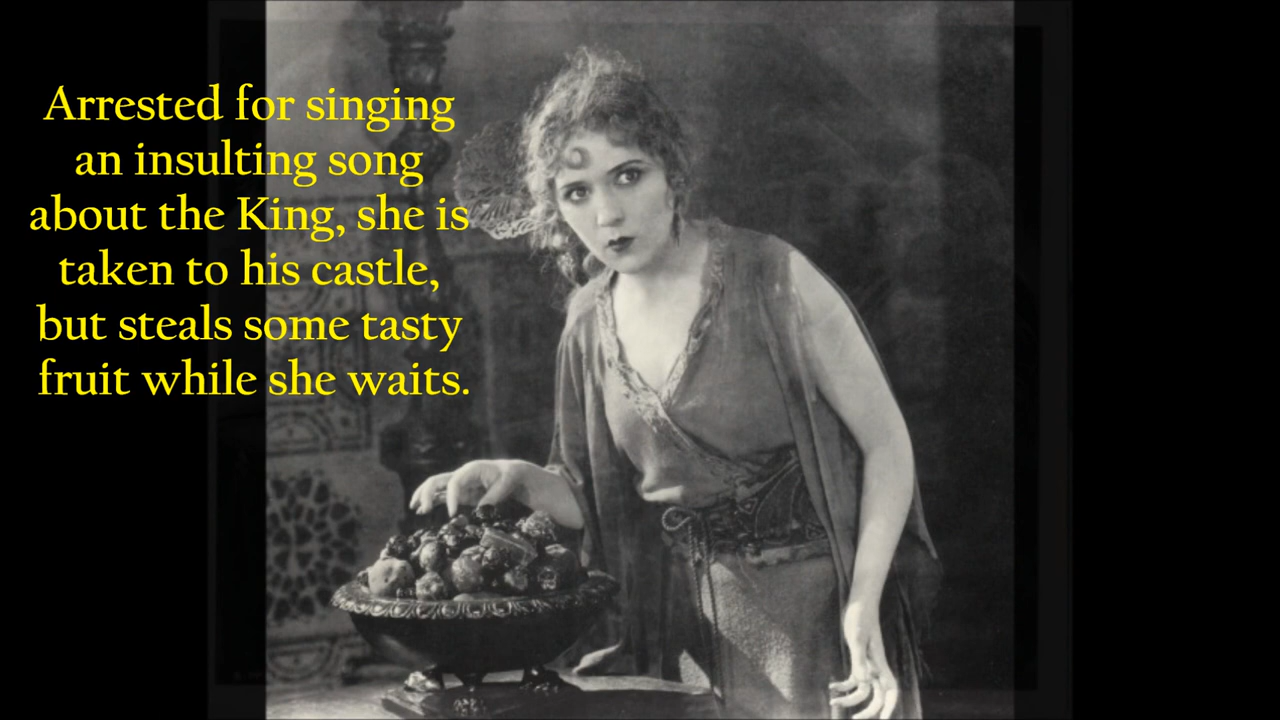 Arrested for singing
an insulting song
about the King, she is
taken to his castle,
but steals some tasty
fruit while she waits.